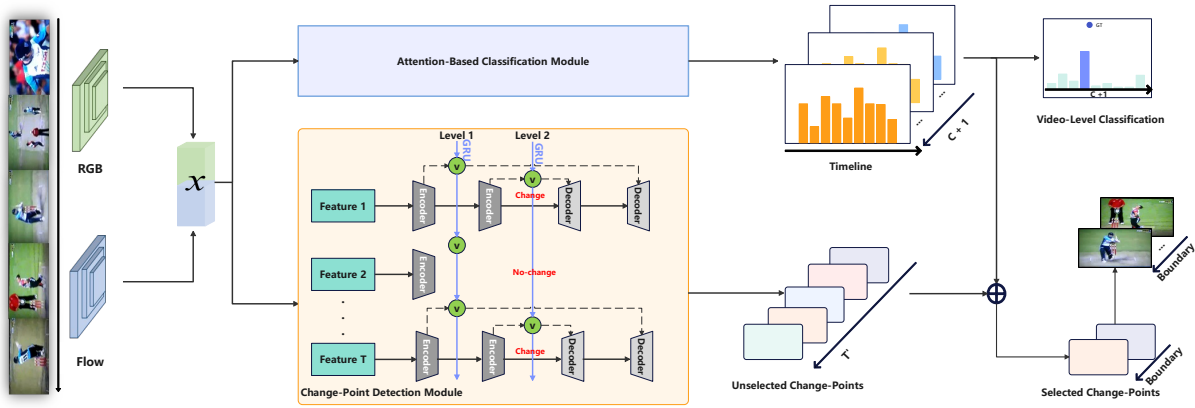 RGB
Flow
x
Attention-Based Classification Module
Level 1
Level 2
GRU
GRU
v
v
Change
Feature 1
Encoder
Encoder
Decoder
Decoder
v
Feature 2
Encoder
No-change
v
v
Change
Feature T
Encoder
Encoder
Decoder
Decoder
Change-Point Detection Module
...
...
C + 1
Timeline
GT
C +1
Video-Level Classification
T'
Unselected Change-Points
...
Boundary
Boundary
Selected Change-Points